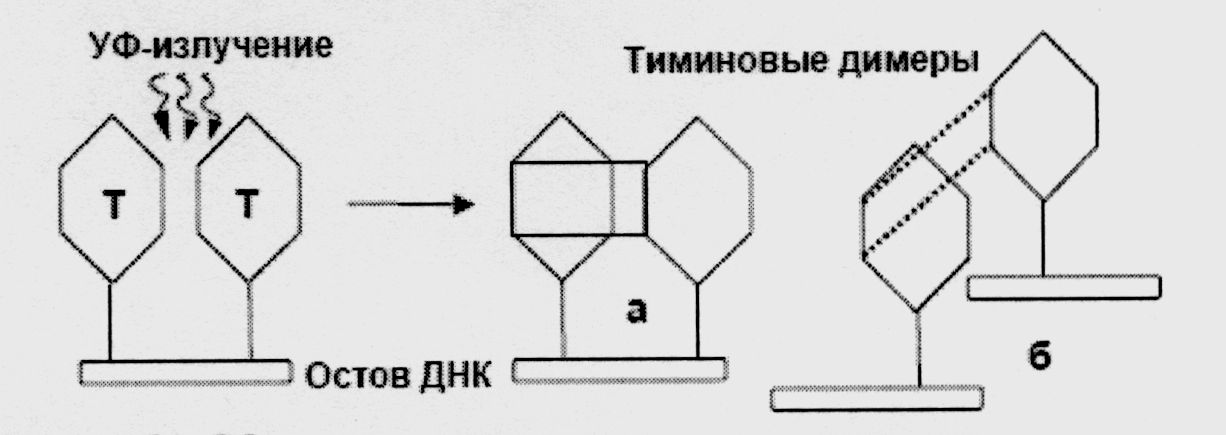 УФ-излучение
Тиминовые димеры
Т
Т
а
б
Остов ДНК